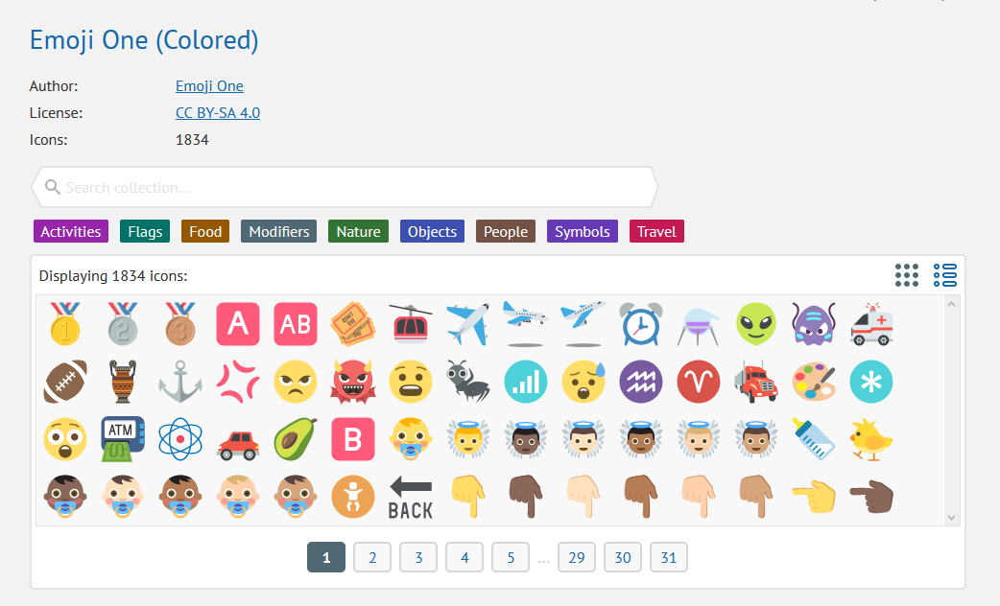 Emoji One (Colored)
Author: Emoji One
License: CC BY-SA 4.0
Icons: 1834
Search collection...
Activities Flags Food Modifiers Nature Objects People Symbols Travel
Displaying 1834 icons:
1 2 3 A AB ADMIT ONE
ATM B
BACK
1 2 3 4 5 ... 29 30 31